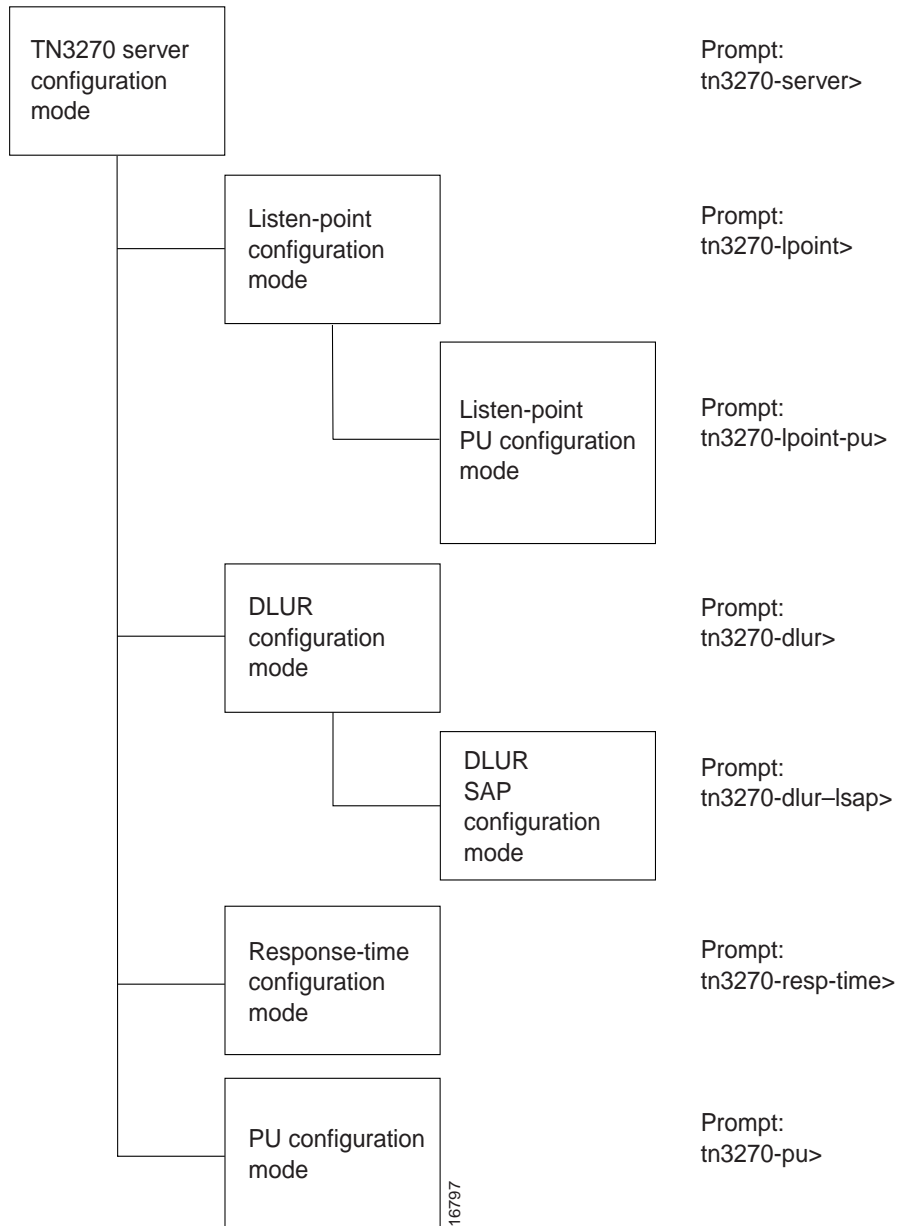 TN3270 server
configuration
mode
Prompt:
tn3270-server>
Listen-point
configuration
mode
Prompt:
tn3270-lpoint>
Listen-point
PU configuration
mode
Prompt:
tn3270-lpoint-pu>
DLUR
configuration
mode
Prompt:
tn3270-dlur>
DLUR
SAP
configuration
mode
Prompt:
tn3270-dlur–lsap>
Response-time
configuration
mode
Prompt:
tn3270-resp-time>
PU configuration
mode
Prompt:
tn3270-pu>
16797